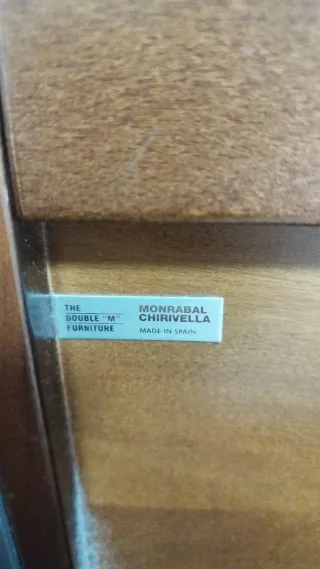 THE
DOUBLE "M"
FURNITURE
MONRABAL
CHIRIVELLA
MADE IN SPAIN